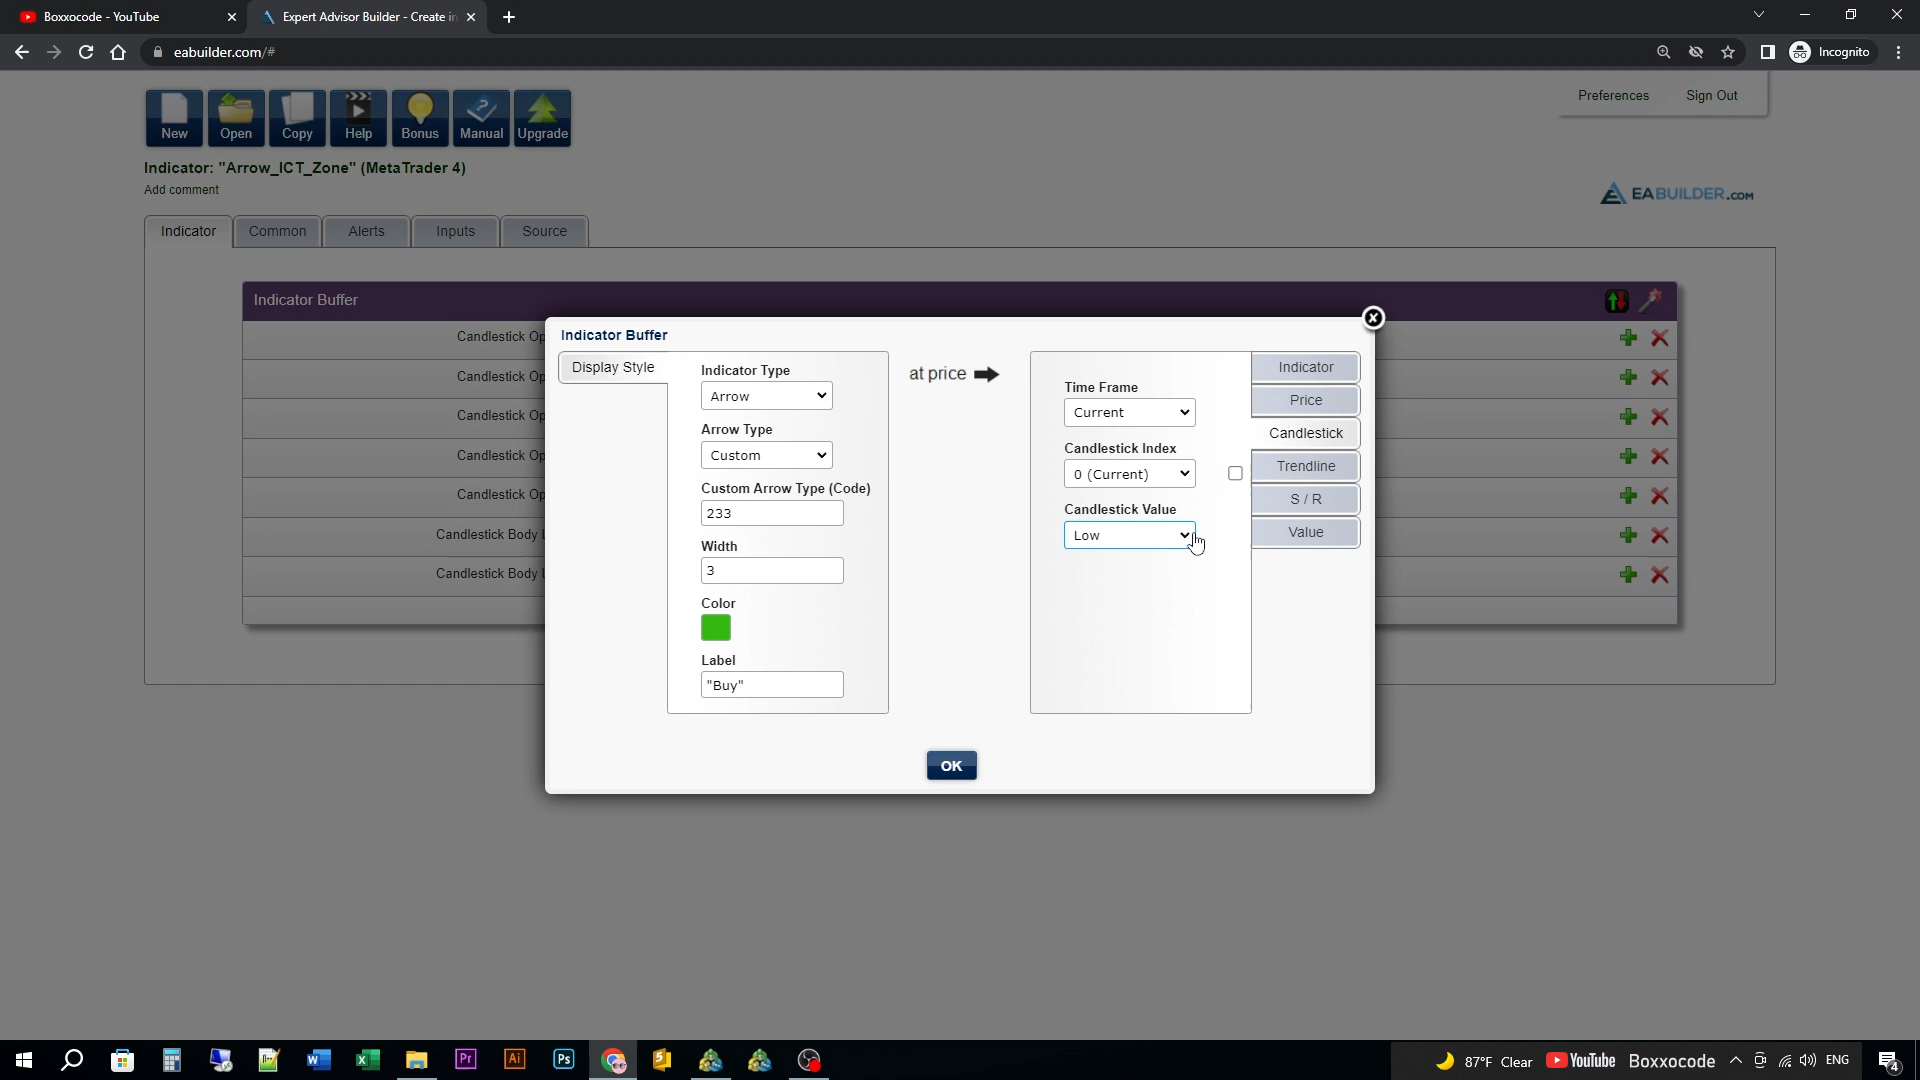 Boxxocode - YouTube
Expert Advisor Builder - Create in
eabuilder.com/#
Incognito
New
Open
Copy
Help
Bonus
Manual
Upgrade
Preferences
Sign Out
Indicator: "Arrow_ICT_Zone" (MetaTrader 4)
Add comment
EABUILDER.COM
Indicator
Common
Alerts
Inputs
Source
Indicator Buffer
Candlestick Op
Candlestick Op
Candlestick Op
Candlestick Op
Candlestick Op
Candlestick Body L
Candlestick Body L
Indicator Buffer
Display Style
Indicator Type
Arrow
Arrow Type
Custom
Custom Arrow Type (Code)
233
Width
3
Color
Label
"Buy"
at price
Time Frame
Current
Candlestick Index
0 (Current)
Candlestick Value
Low
Indicator
Price
Candlestick
Trendline
S / R
Value
OK
87°F Clear
YouTube
Boxxocode
ENG
4